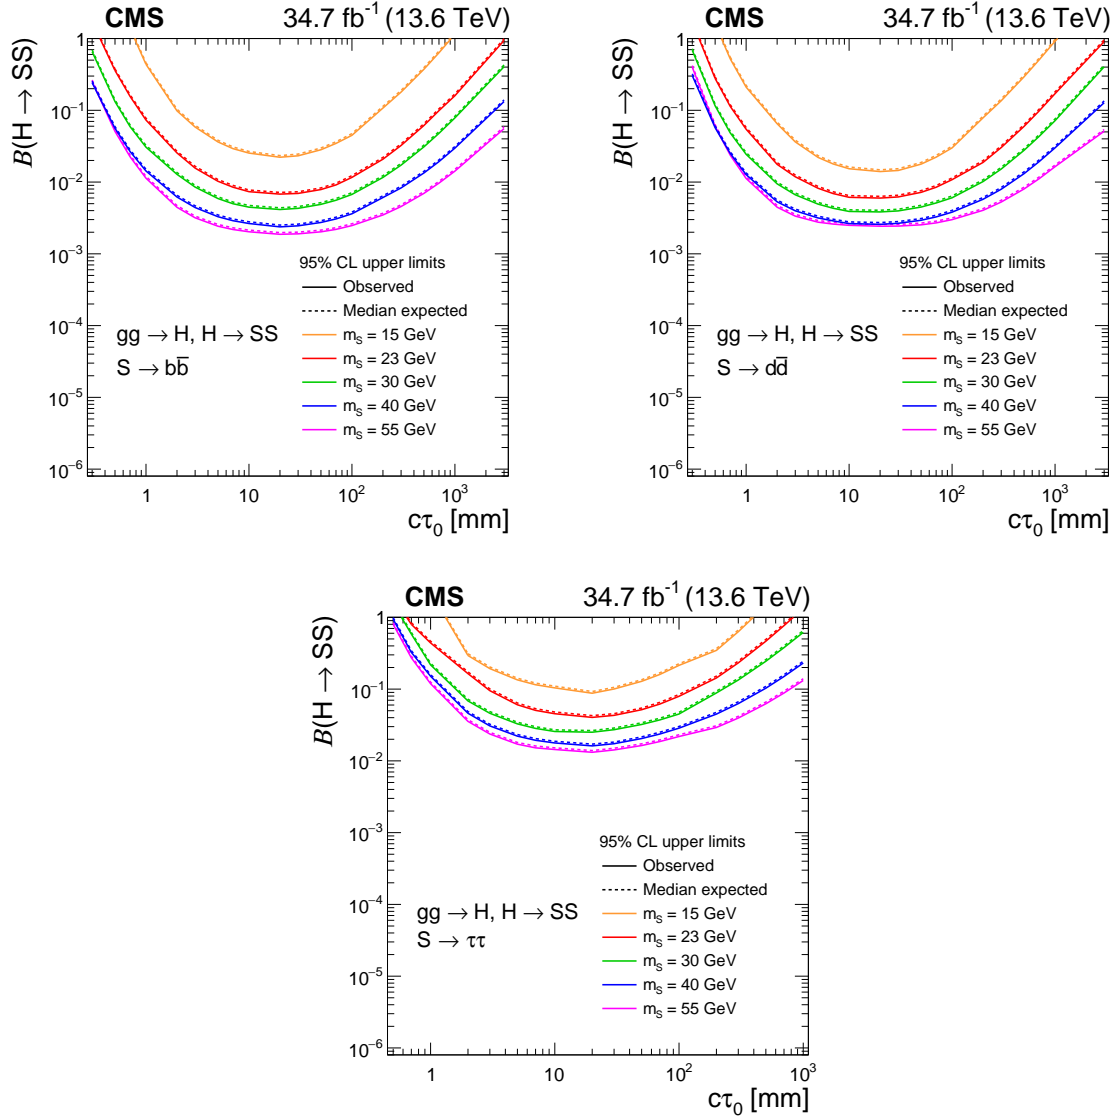 CMS 34.7 fb⁻¹ (13.6 TeV)
B(H → SS)
1
10⁻¹
10⁻²
10⁻³
10⁻⁴
10⁻⁵
10⁻⁶
95% CL upper limits
Observed
Median expected
m_S = 15 GeV
m_S = 23 GeV
m_S = 30 GeV
m_S = 40 GeV
m_S = 55 GeV
gg → H, H → SS
S → bb̅
1 10 10² 10³
cτ₀ [mm]
CMS 34.7 fb⁻¹ (13.6 TeV)
B(H → SS)
1
10⁻¹
10⁻²
10⁻³
10⁻⁴
10⁻⁵
10⁻⁶
95% CL upper limits
Observed
Median expected
m_S = 15 GeV
m_S = 23 GeV
m_S = 30 GeV
m_S = 40 GeV
m_S = 55 GeV
gg → H, H → SS
S → dd̅
1 10 10² 10³
cτ₀ [mm]
CMS 34.7 fb⁻¹ (13.6 TeV)
B(H → SS)
1
10⁻¹
10⁻²
10⁻³
10⁻⁴
10⁻⁵
10⁻⁶
95% CL upper limits
Observed
Median expected
m_S = 15 GeV
m_S = 23 GeV
m_S = 30 GeV
m_S = 40 GeV
m_S = 55 GeV
gg → H, H → SS
S → ττ
1 10 10² 10³
cτ₀ [mm]